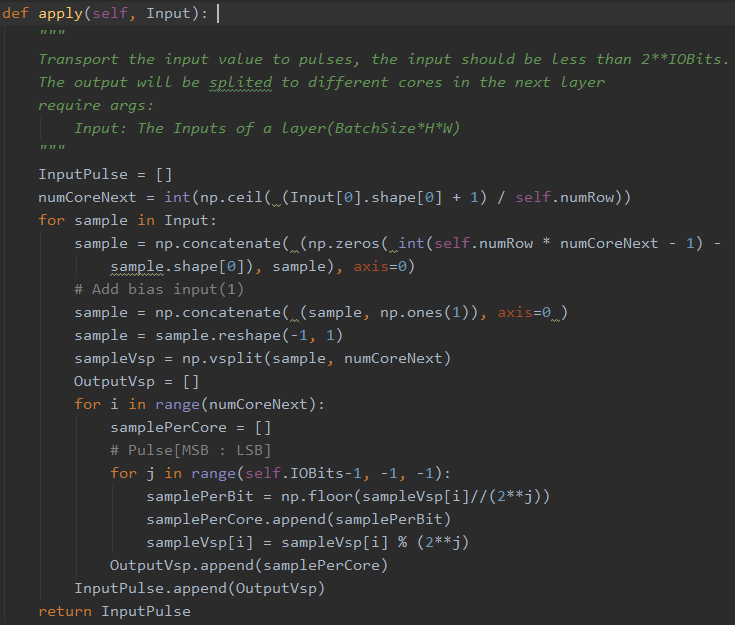 def apply(self, Input):
    """
    Transport the input value to pulses, the input should be less than 2**IOBits.
    The output will be splited to different cores in the next layer
    require args:
        Input: The Inputs of a layer(BatchSize*H*W)
    """
    InputPulse = []
    numCoreNext = int(np.ceil( (Input[0].shape[0] + 1) / self.numRow))
    for sample in Input:
        sample = np.concatenate( (np.zeros( int(self.numRow * numCoreNext - 1) -
            sample.shape[0]), sample), axis=0)
        # Add bias input(1)
        sample = np.concatenate( (sample, np.ones(1)), axis=0 )
        sample = sample.reshape(-1, 1)
        sampleVsp = np.vsplit(sample, numCoreNext)
        OutputVsp = []
        for i in range(numCoreNext):
            samplePerCore = []
            # Pulse[MSB : LSB]
            for j in range(self.IOBits-1, -1, -1):
                samplePerBit = np.floor(sampleVsp[i]//(2**j))
                samplePerCore.append(samplePerBit)
                sampleVsp[i] = sampleVsp[i] % (2**j)
            OutputVsp.append(samplePerCore)
        InputPulse.append(OutputVsp)
    return InputPulse